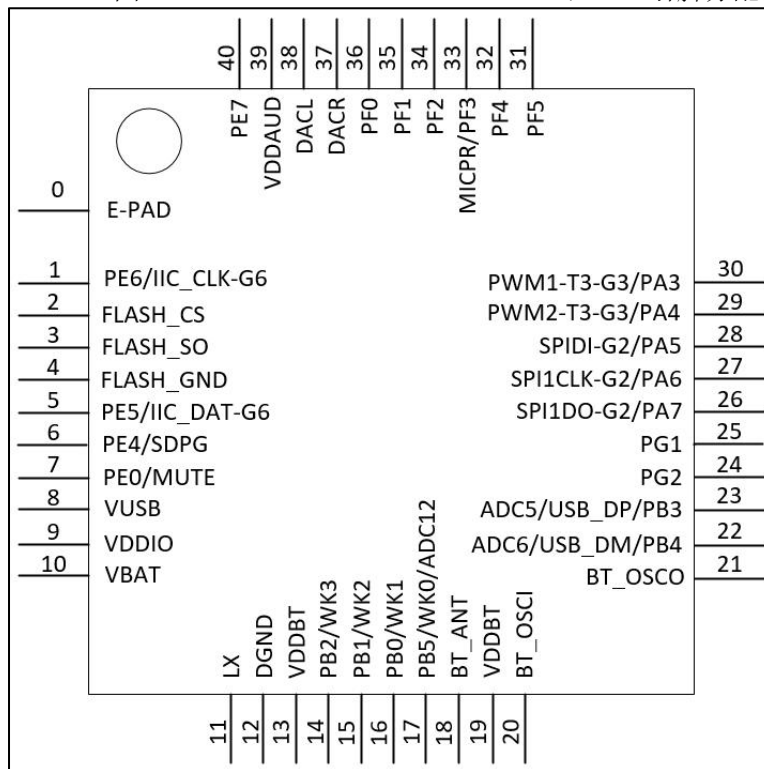 40 39 38 37 36 35 34 33 32 31
PE7 VDDAUD DACL DACR PF0 PF1 PF2 MICPR/PF3 PF4 PF5
0 E-PAD
1 PE6/IIC_CLK-G6
2 FLASH_CS
3 FLASH_SO
4 FLASH_GND
5 PE5/IIC_DAT-G6
6 PE4/SDPG
7 PE0/MUTE
8 VUSB
9 VDDIO
10 VBAT
PWM1-T3-G3/PA3 30
PWM2-T3-G3/PA4 29
SPIDI-G2/PA5 28
SPI1CLK-G2/PA6 27
SPI1DO-G2/PA7 26
PG1 25
PG2 24
ADC5/USB_DP/PB3 23
ADC6/USB_DM/PB4 22
BT_OSCO 21
LX DGND VDDBT PB2/WK3 PB1/WK2 PB0/WK1 PB5/WK0/ADC12 BT_ANT VDDBT BT_OSCI
11 12 13 14 15 16 17 18 19 20